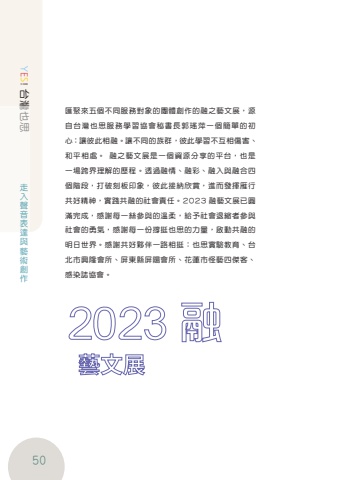 YES! 台灣也思
走入聲音表達與藝術創作
匯聚來五個不同服務對象的團體創作的融之藝文展，源
自台灣也思服務學習協會秘書長郭瑤萍一個簡單的初
心：讓彼此相融。讓不同的族群，彼此學習不互相傷害、
和平相處。 融之藝文展是一個資源分享的平台，也是
一場跨界理解的歷程。透過融情、融彩、融入與融合四
個階段，打破刻板印象，彼此接納欣賞，進而發揮雁行
共好精神，實踐共融的社會責任。2023 融藝文展已圓
滿完成，感謝每一絲參與的溫柔，給予社會退縮者參與
社會的勇氣，感謝每一份撐挺也思的力量，啟動共融的
明日世界。感謝共好夥伴一路相挺：也思實驗教育、台
北市興隆會所、屏東縣屏圓會所、花蓮市怪藝四傑客、
感染誌協會。
2023 融
藝文展
50